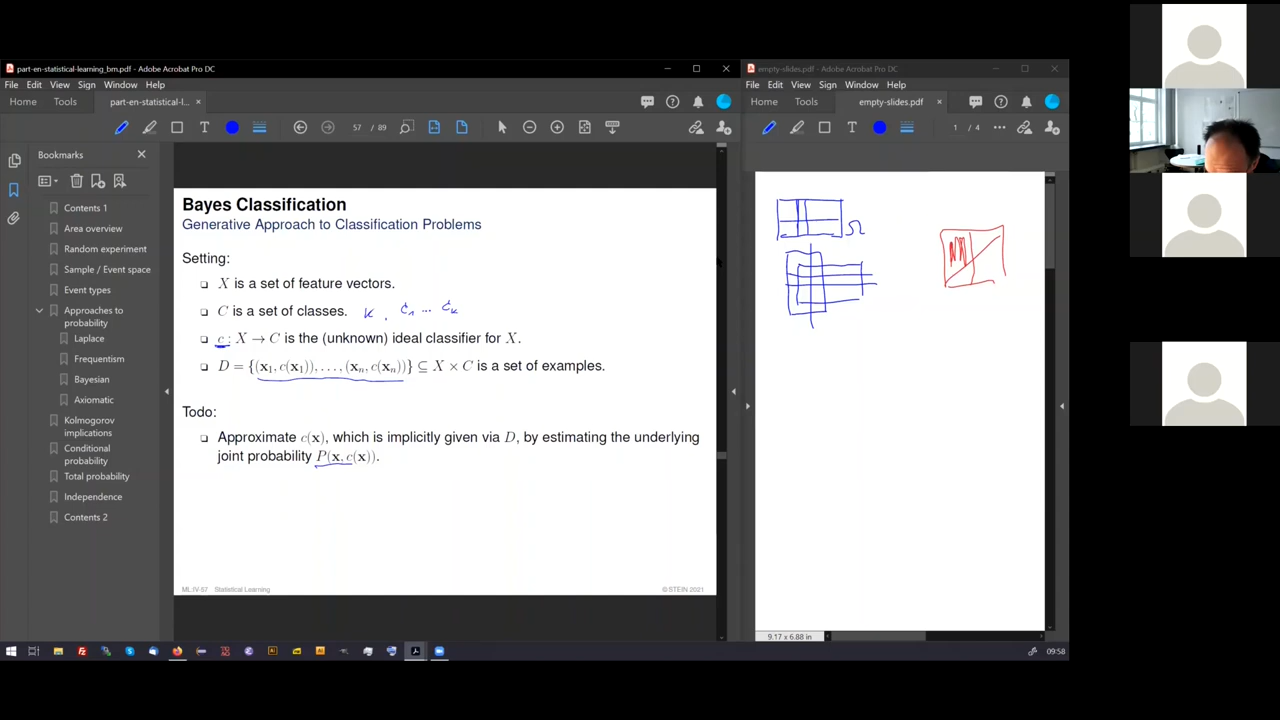 part-en-statistical-learning_bm.pdf - Adobe Acrobat Pro DC
File Edit View Sign Window Help
Home Tools part-en-statistical-l...
57 / 89
Bookmarks
Contents 1
Area overview
Random experiment
Sample / Event space
Event types
Approaches to
probability
Laplace
Frequentism
Bayesian
Axiomatic
Kolmogorov
implications
Conditional
probability
Total probability
Independence
Contents 2
Bayes Classification
Generative Approach to Classification Problems
Setting:
❑ X is a set of feature vectors.
❑ C is a set of classes. K, c₁ ... cₖ
❑ c : X → C is the (unknown) ideal classifier for X.
❑ D = {(x₁, c(x₁)), . . . , (xₙ, c(xₙ))} ⊆ X × C is a set of examples.
Todo:
❑ Approximate c(x), which is implicitly given via D, by estimating the underlying
joint probability P(x, c(x)).
ML:IV-57 Statistical Learning © STEIN 2021
empty-slides.pdf - Adobe Acrobat Pro DC
File Edit View Sign Window Help
Home Tools empty-slides.pdf
1 / 4
Ω
9.17 x 6.88 in
09:58